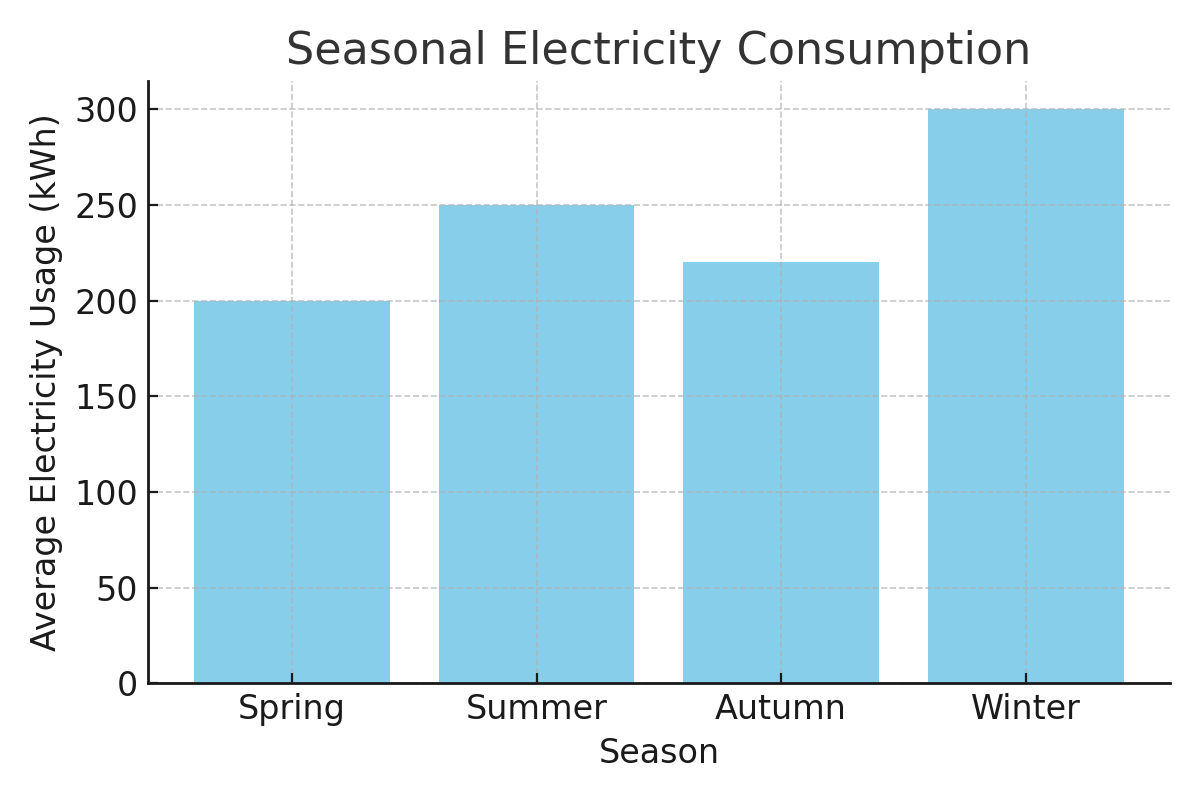 Seasonal Electricity Consumption
Average Electricity Usage (kWh)
300
250
200
150
100
50
0
Spring Summer Autumn Winter
Season